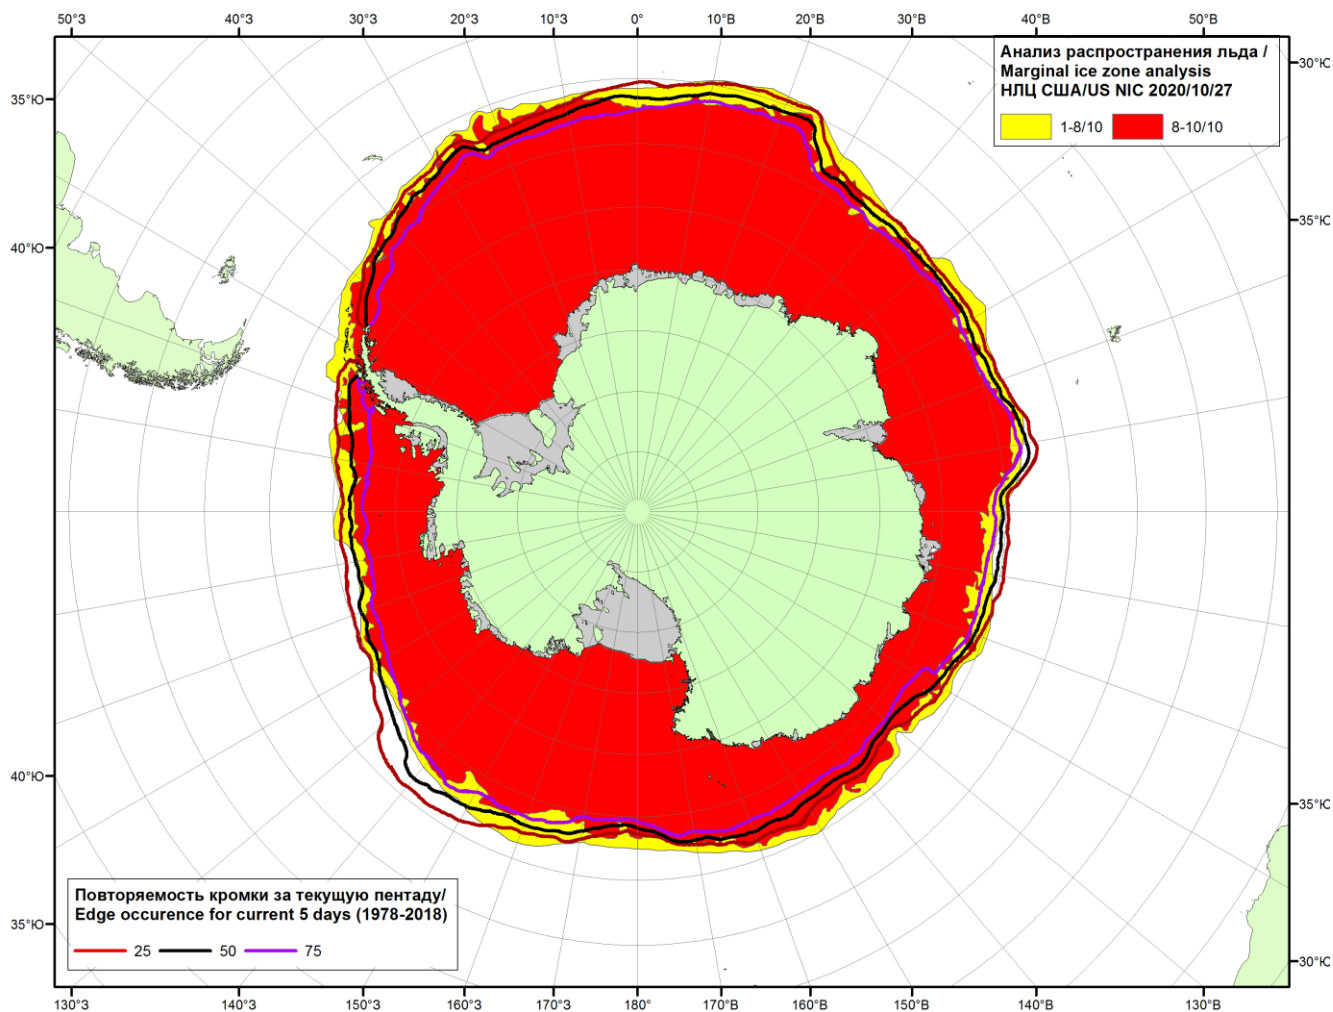 50°З 40°З 30°З 20°З 10°З 0° 10°В 20°В 30°В 40°В 50°В
Анализ распространения льда /
Marginal ice zone analysis
НЛЦ США/US NIC 2020/10/27
1-8/10 8-10/10
30°Ю
35°Ю
35°Ю
40°Ю
40°Ю
40°Ю
40°Ю
35°Ю
Повторяемость кромки за текущую пентаду/
Edge occurence for current 5 days (1978-2018)
25 50 75
35°Ю
30°Ю
130°З 140°З 150°З 160°З 170°З 180° 170°В 160°В 150°В 140°В 130°В